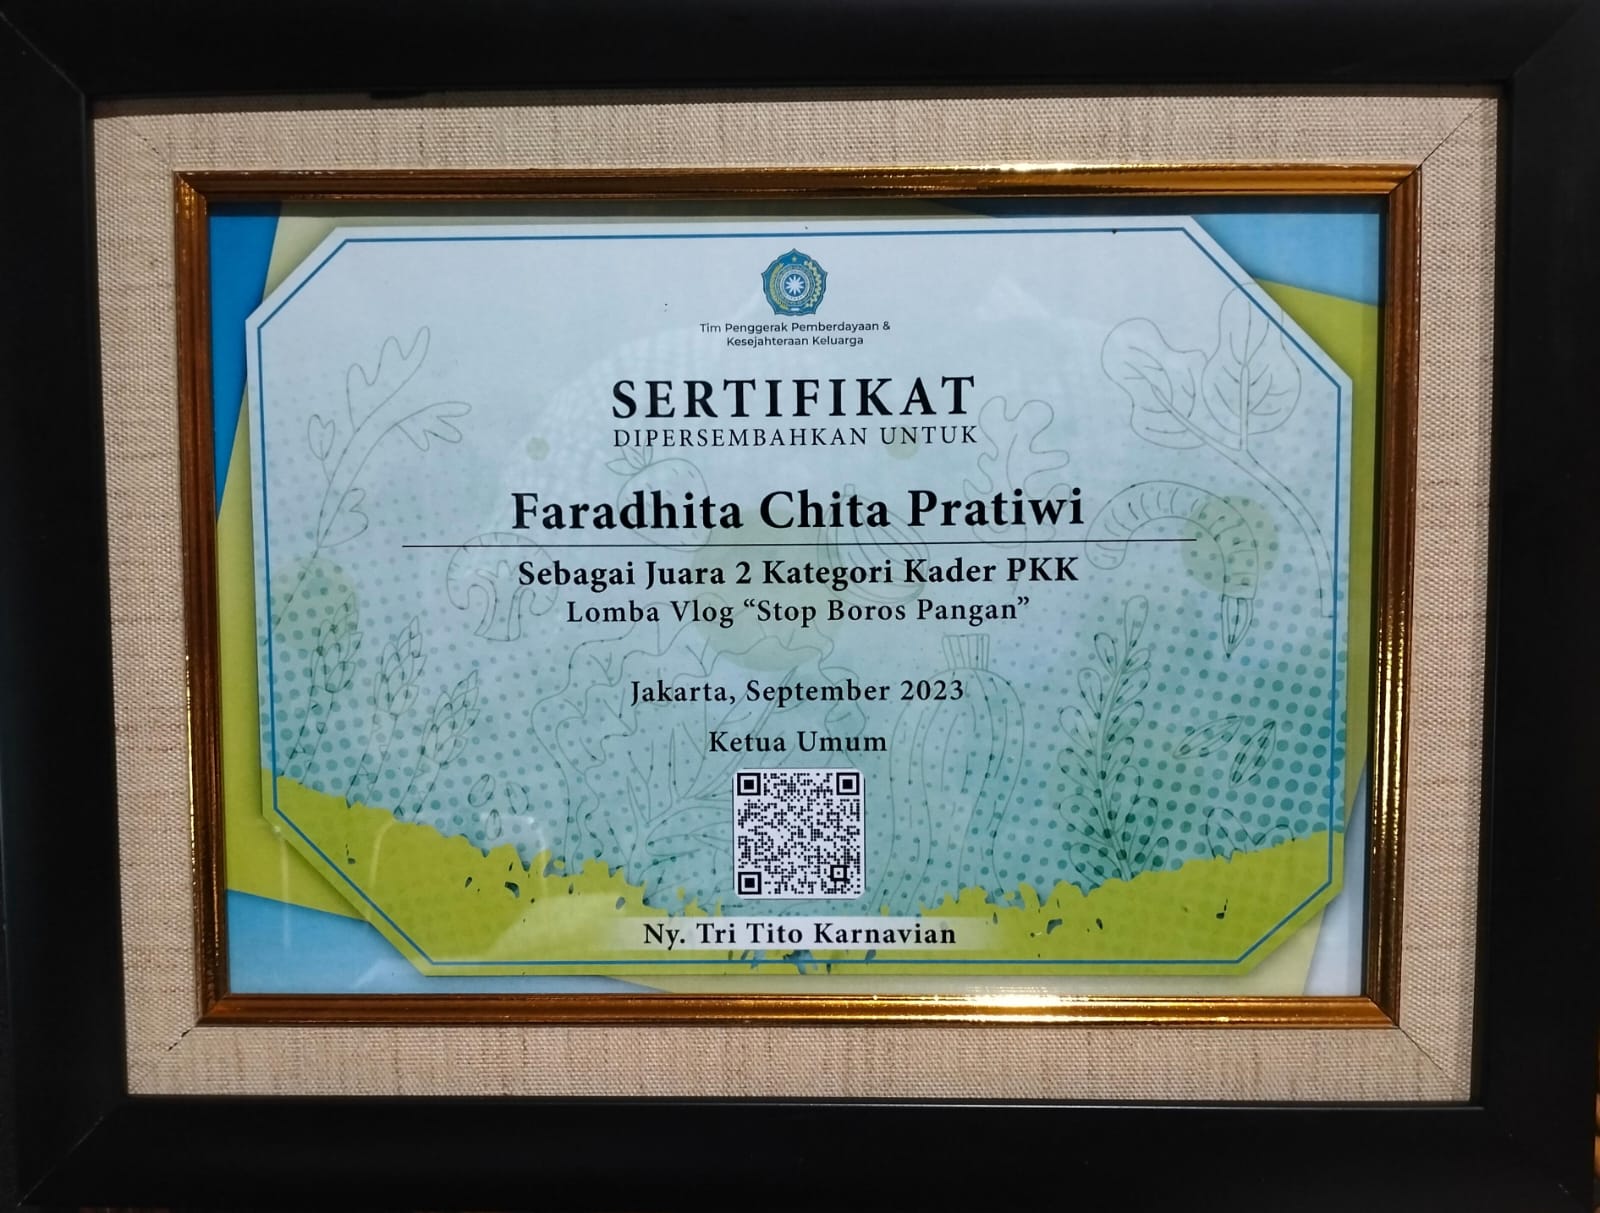 Tim Penggerak Pemberdayaan &
Kesejahteraan Keluarga
SERTIFIKAT
DIPERSEMBAHKAN UNTUK
Faradhita Chita Pratiwi
Sebagai Juara 2 Kategori Kader PKK
Lomba Vlog “Stop Boros Pangan”
Jakarta, September 2023
Ketua Umum
Ny. Tri Tito Karnavian